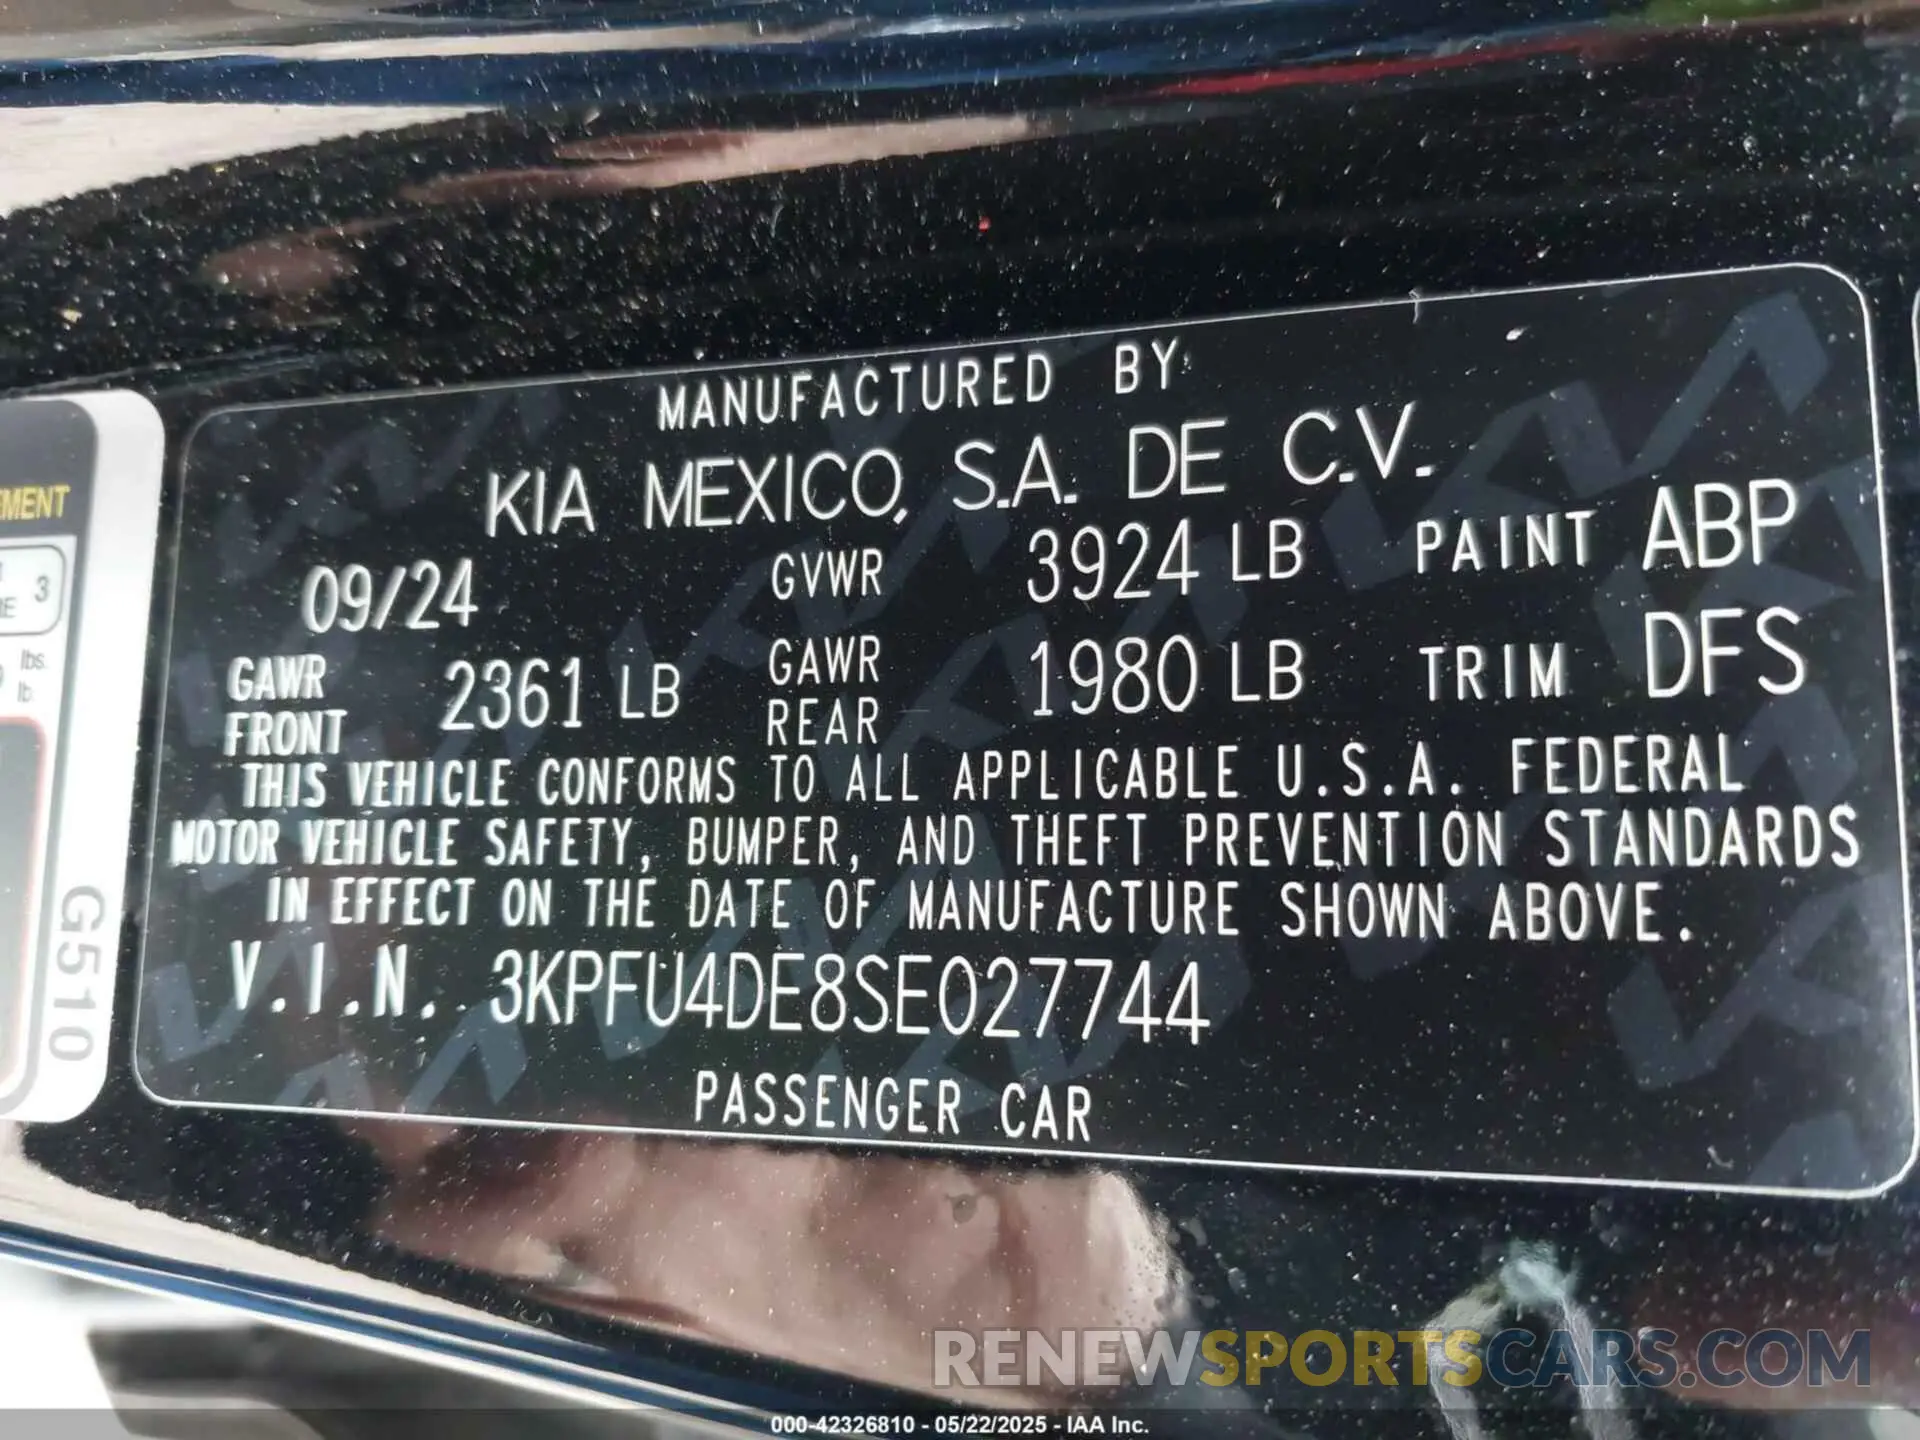 MANUFACTURED BY
KIA MEXICO, S.A. DE C.V.
09/24 GVWR 3924 LB PAINT ABP
GAWR FRONT 2361 LB GAWR REAR 1980 LB TRIM DFS
THIS VEHICLE CONFORMS TO ALL APPLICABLE U.S.A. FEDERAL
MOTOR VEHICLE SAFETY, BUMPER, AND THEFT PREVENTION STANDARDS
IN EFFECT ON THE DATE OF MANUFACTURE SHOWN ABOVE.
V.I.N. 3KPFU4DE8SE027744
PASSENGER CAR
3
lbs.
lb.
G510
RENEWSPORTSCARS.COM
000-42326810 - 05/22/2025 - IAA Inc.